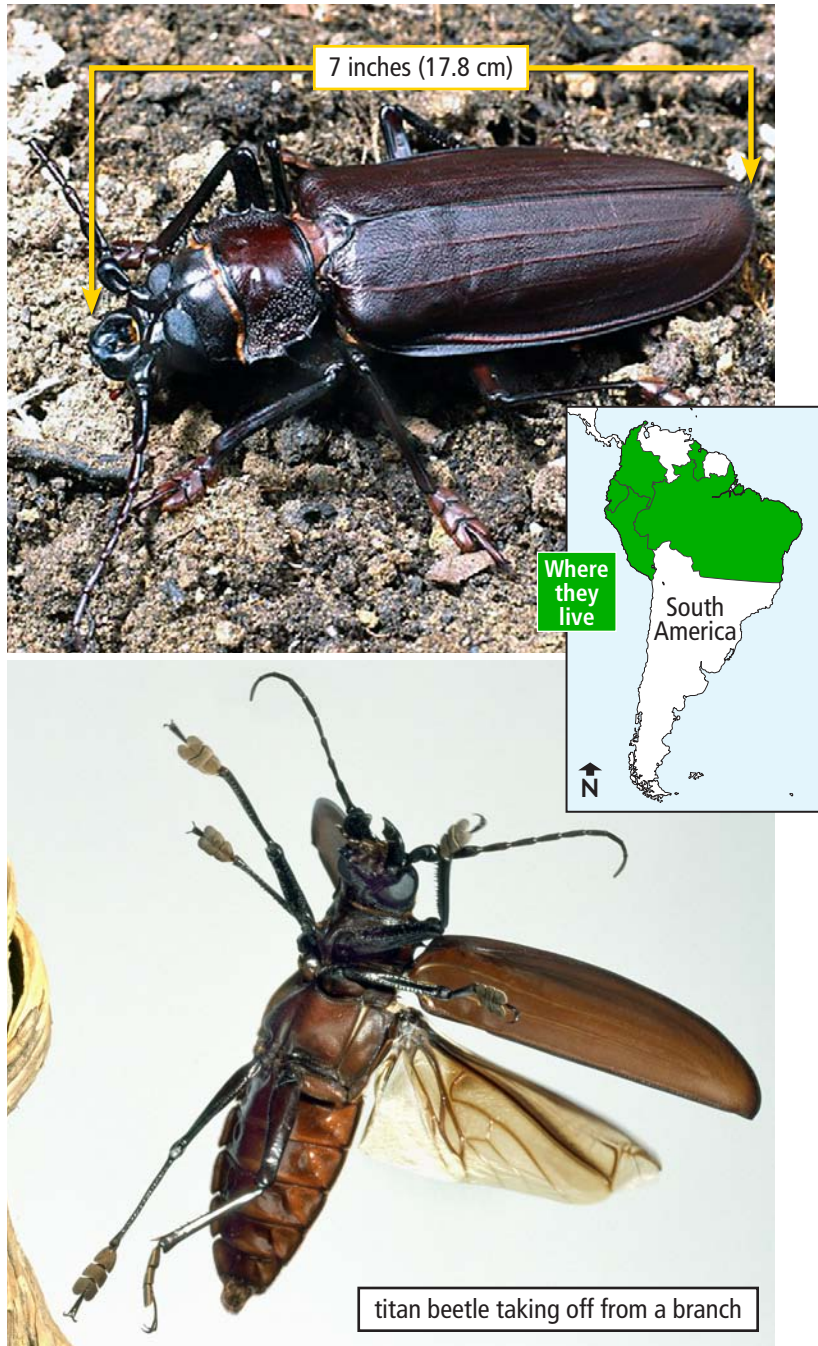 7 inches (17.8 cm)
Where
they
live
South
America
N
titan beetle taking off from a branch